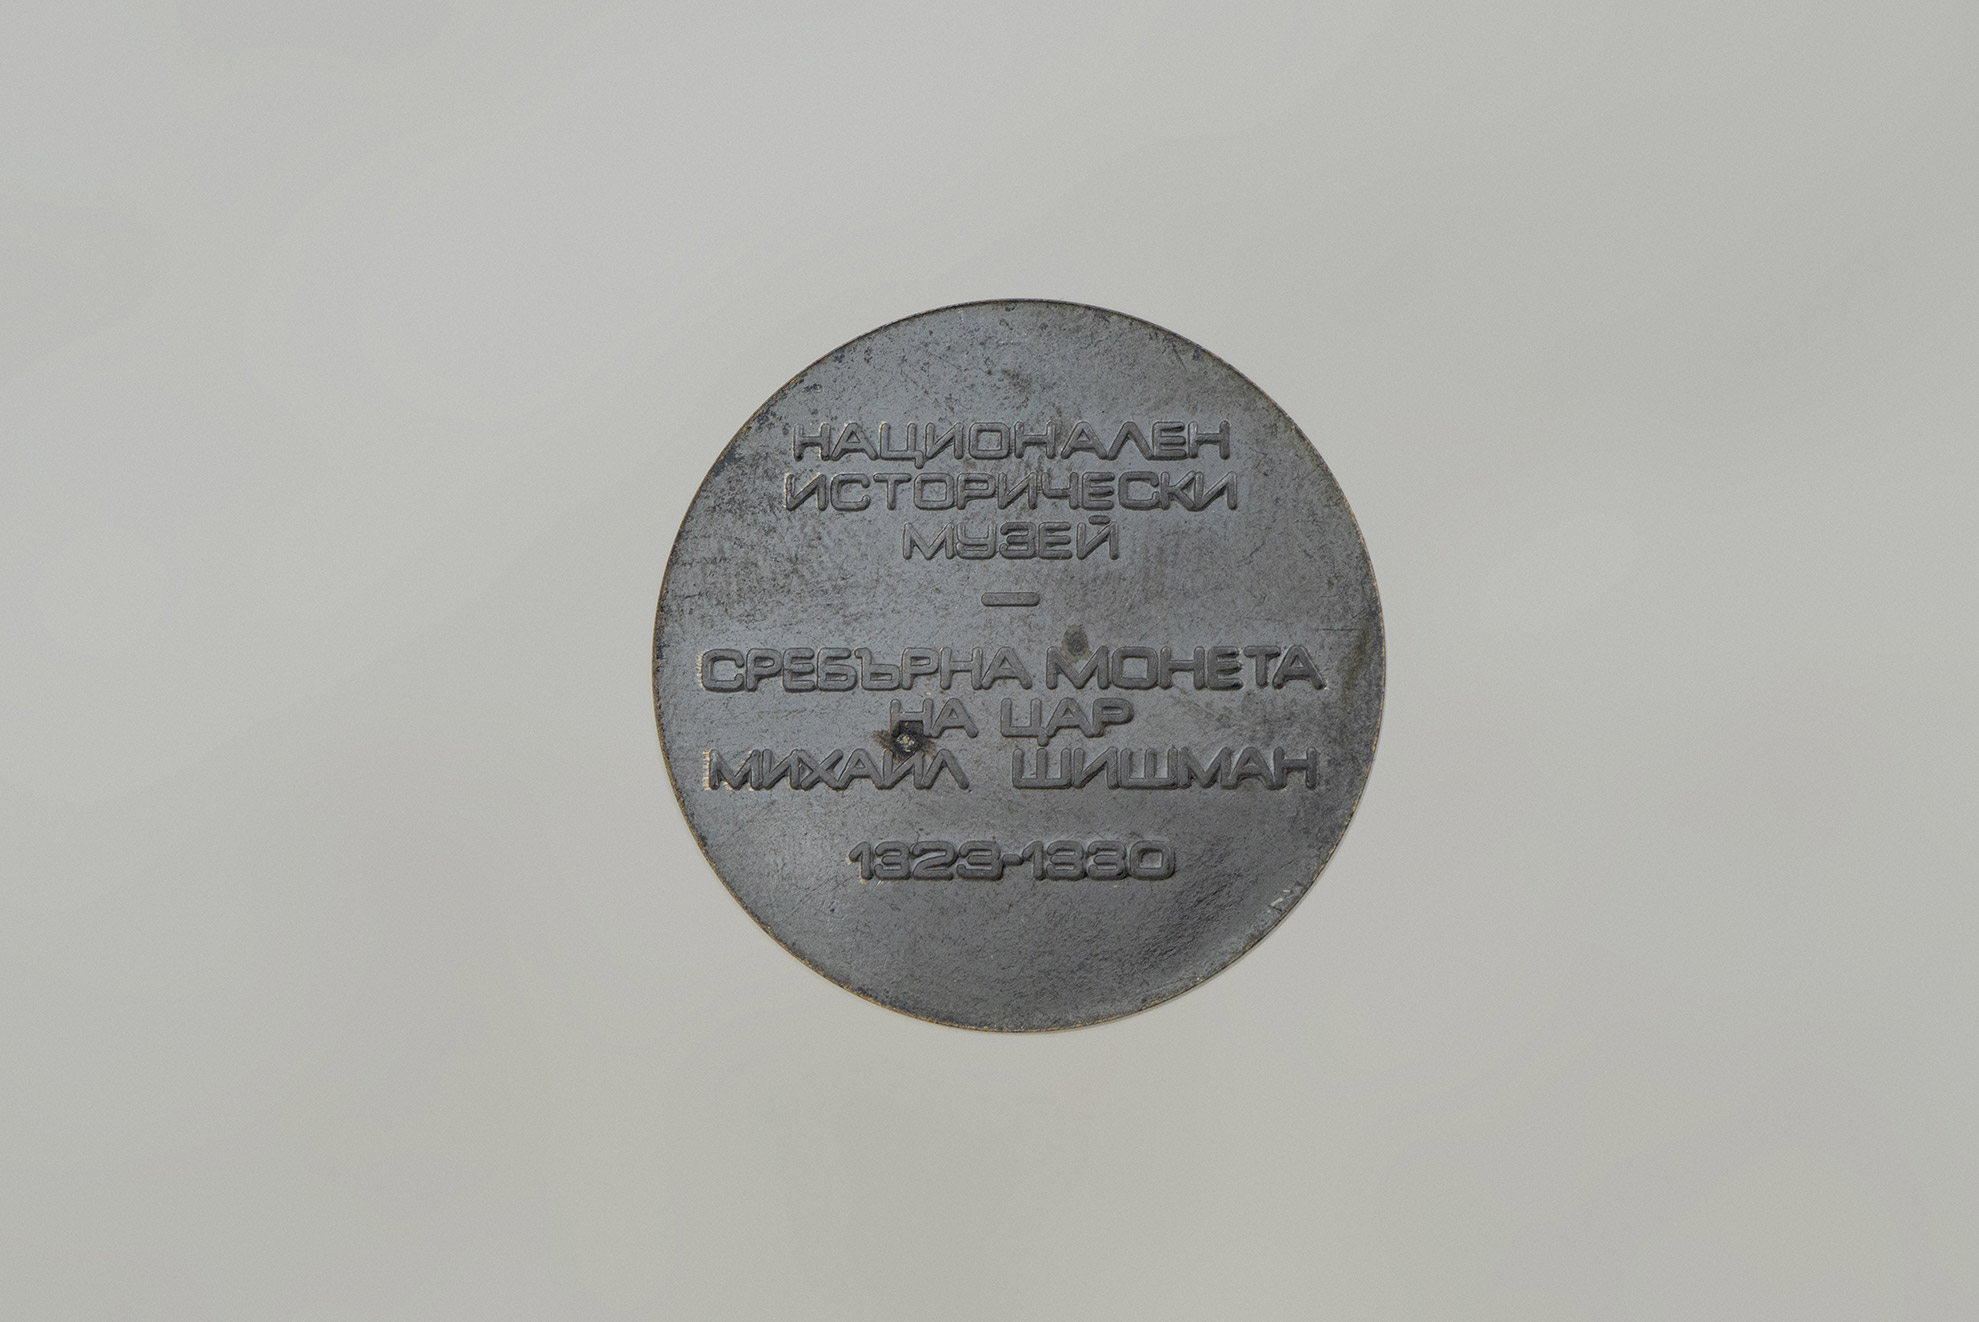 НАЦИОНАЛЕН
ИСТОРИЧЕСКИ
МУЗЕЙ
—
СРЕБЪРНА МОНЕТА
НА ЦАР
МИХАИЛ ШИШМАН
1323-1330